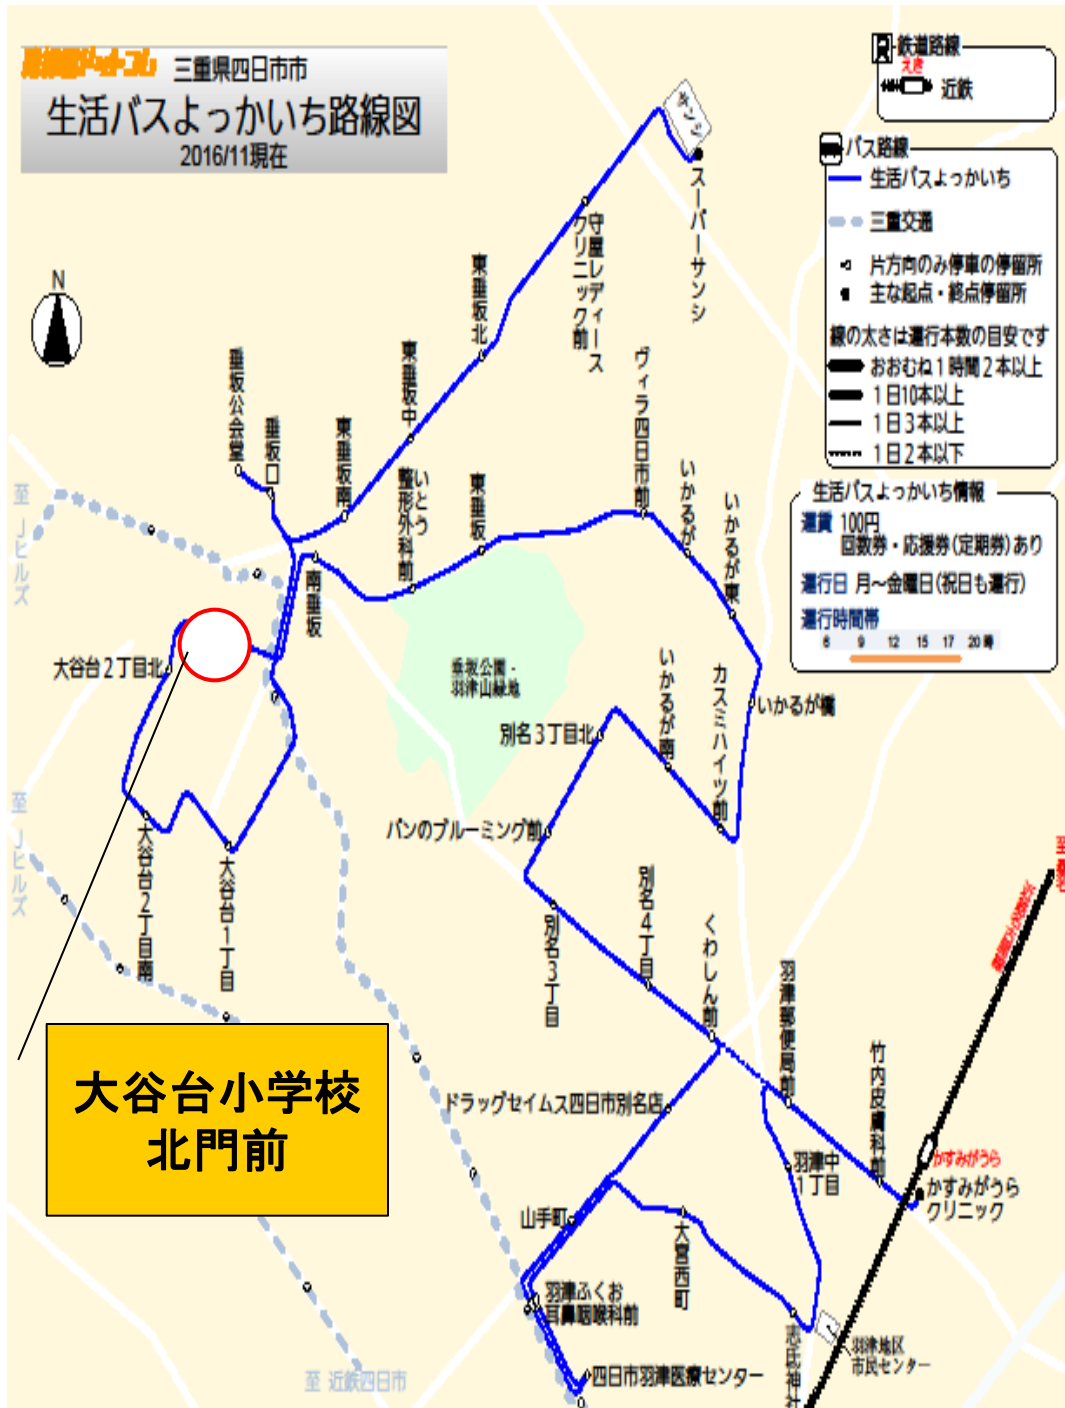 三重県四日市市
生活バスよっかいち路線図
2016/11現在
N
鉄道路線
えき
近鉄
バス路線
生活バスよっかいち
三重交通
片方向のみ停車の停留所
主な起点・終点停留所
線の太さは運行本数の目安です
おおむね1時間2本以上
1日10本以上
1日3本以上
1日2本以下
生活バスよっかいち情報
運賃 100円
回数券・応援券(定期券)あり
運行日 月～金曜日(祝日も運行)
運行時間帯
6 9 12 15 17 20時
サンシ
スーパーサンシ
守屋レディース
クリニック前
東垂坂北
東垂坂中
東垂坂南
垂坂公会堂
垂坂口
いとう
整形外科前
東垂坂
ヴィラ四日市前
いかるが
いかるが東
南垂坂
至 Jヒルズ
大谷台2丁目北
垂坂公園・
羽津山緑地
いかるが南
カスミハイツ前
いかるが橋
別名3丁目北
パンのブルーミング前
至 Jヒルズ
大谷台2丁目南
大谷台1丁目
別名3丁目
別名4丁目
くわしん前
羽津郵便局前
竹内皮膚科前
大谷台小学校
北門前
ドラッグセイムス四日市別名店
羽津中
1丁目
かすみがうら
かすみがうら
クリニック
山手町
大宮西町
羽津ふくお
耳鼻咽喉科前
志氏神社
羽津地区
市民センター
四日市羽津医療センター
至 近鉄四日市